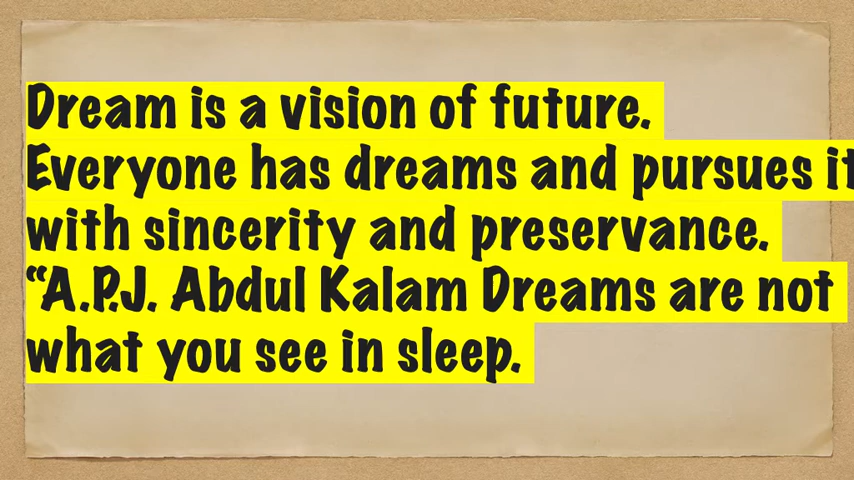 Dream is a vision of future.
Everyone has dreams and pursues it
with sincerity and preservance.
“A.P.J. Abdul Kalam Dreams are not
what you see in sleep.